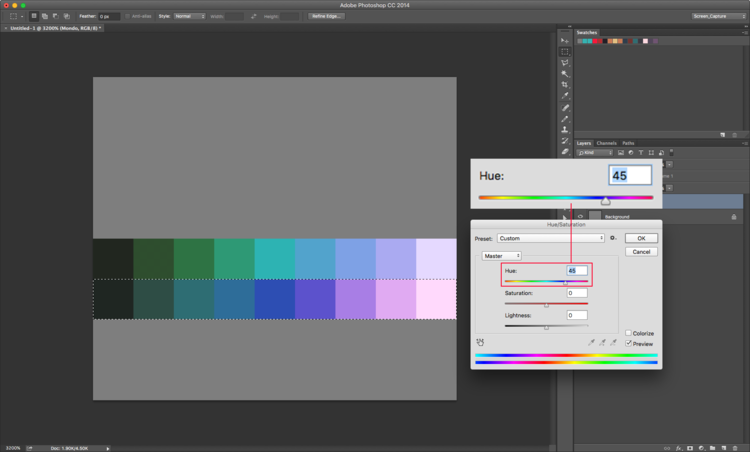 Adobe Photoshop CC 2014
Feather: 0 px
Anti-alias
Style: Normal
Width:
Height:
Refine Edge...
Screen_Capture
× Untitled-1 @ 3200% (Mondo, RGB/8) *
Swatches
Layers Channels Paths
Kind
Hue: 45
Background
Hue/Saturation
Preset: Custom
OK
Cancel
Master
Hue: 45
Saturation: 0
Lightness: 0
Colorize
Preview
3200%
Doc: 1.90K/4.50K
fx